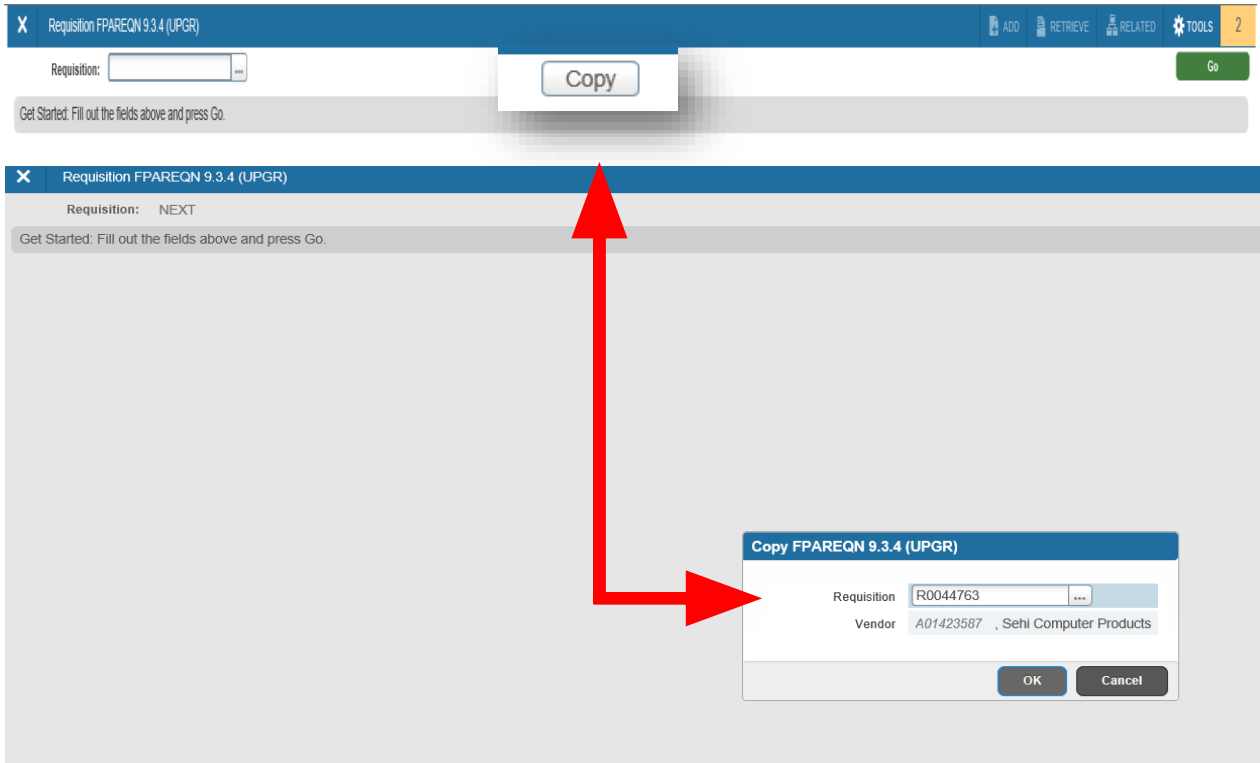 X Requisition FPAREQN 9.3.4 (UPGR) ADD RETRIEVE RELATED TOOLS 2
Requisition: ... Go
Copy
Get Started: Fill out the fields above and press Go.
X Requisition FPAREQN 9.3.4 (UPGR)
Requisition: NEXT
Get Started: Fill out the fields above and press Go.
Copy FPAREQN 9.3.4 (UPGR)
Requisition R0044763 ...
Vendor A01423587 , Sehi Computer Products
OK Cancel